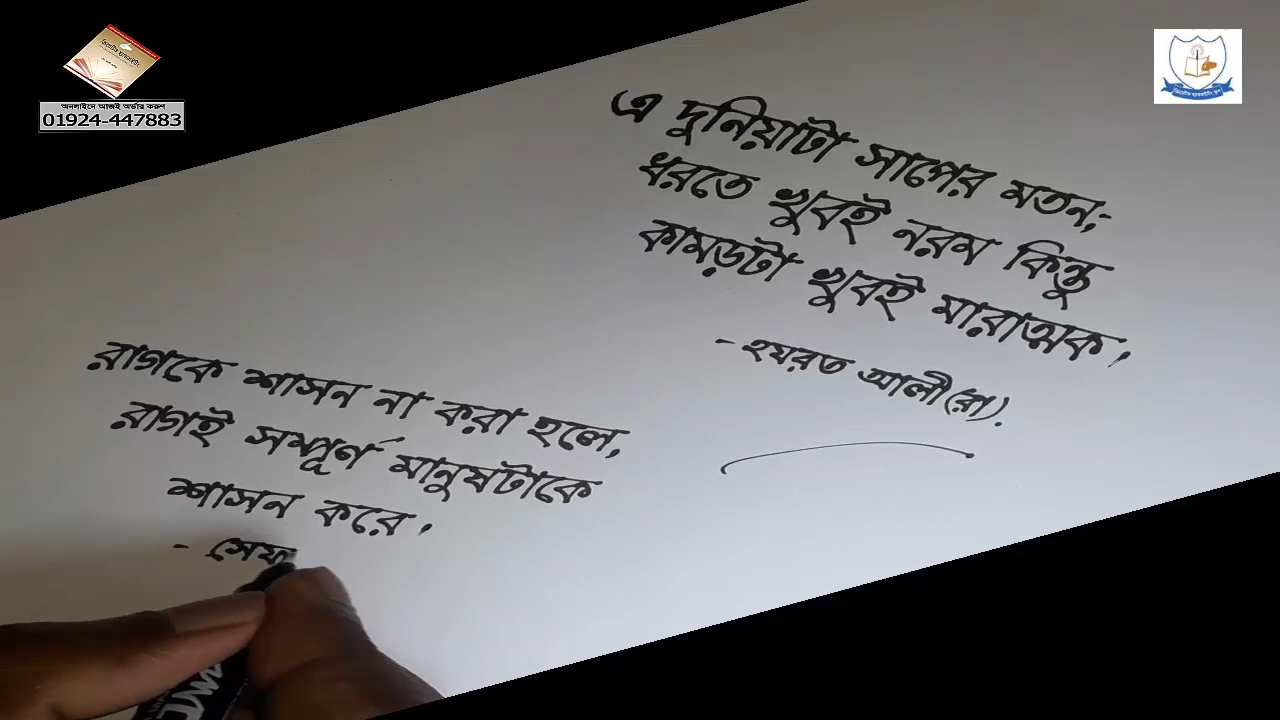 অনলাইনে আজই অর্ডার করুণ
01924-447883
এ দুনিয়াটা সাপের মতন;
ধরতে খুবই নরম কিন্তু
কামড়টা খুবই মারাত্মক,
- হযরত আলী (রা).
রাগকে শাসন না করা হলে,
রাগই সম্পূর্ণ মানুষটাকে
শাসন করে,
- সেফ